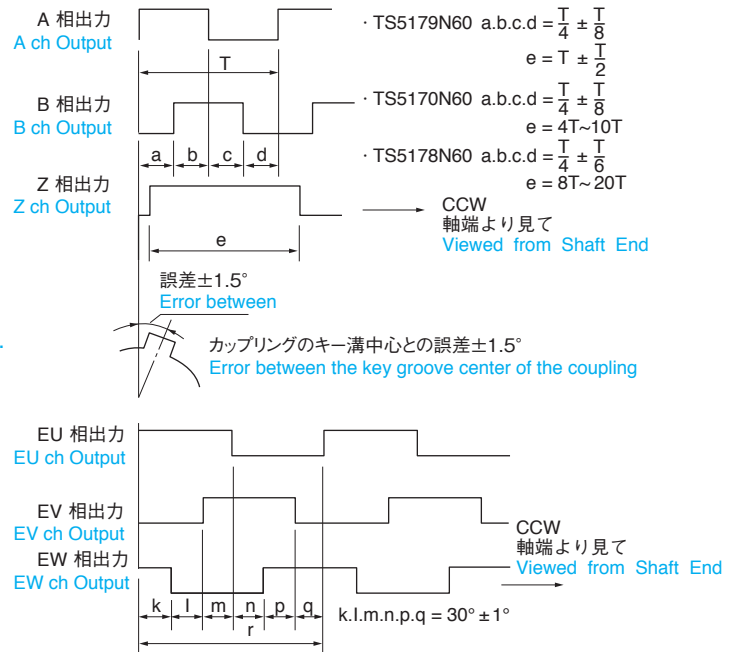 A 相出力
A ch Output
T
B 相出力
B ch Output
a b c d
Z 相出力
Z ch Output
e
· TS5179N60 a.b.c.d = T/4 ± T/8
e = T ± T/2
· TS5170N60 a.b.c.d = T/4 ± T/8
e = 4T~10T
· TS5178N60 a.b.c.d = T/4 ± T/6
e = 8T~20T
CCW
軸端より見て
Viewed from Shaft End
誤差±1.5°
Error between
カップリングのキー溝中心との誤差±1.5°
Error between the key groove center of the coupling
EU 相出力
EU ch Output
EV 相出力
EV ch Output
EW 相出力
EW ch Output
CCW
軸端より見て
Viewed from Shaft End
k l m n p q
k.l.m.n.p.q = 30° ±1°
r